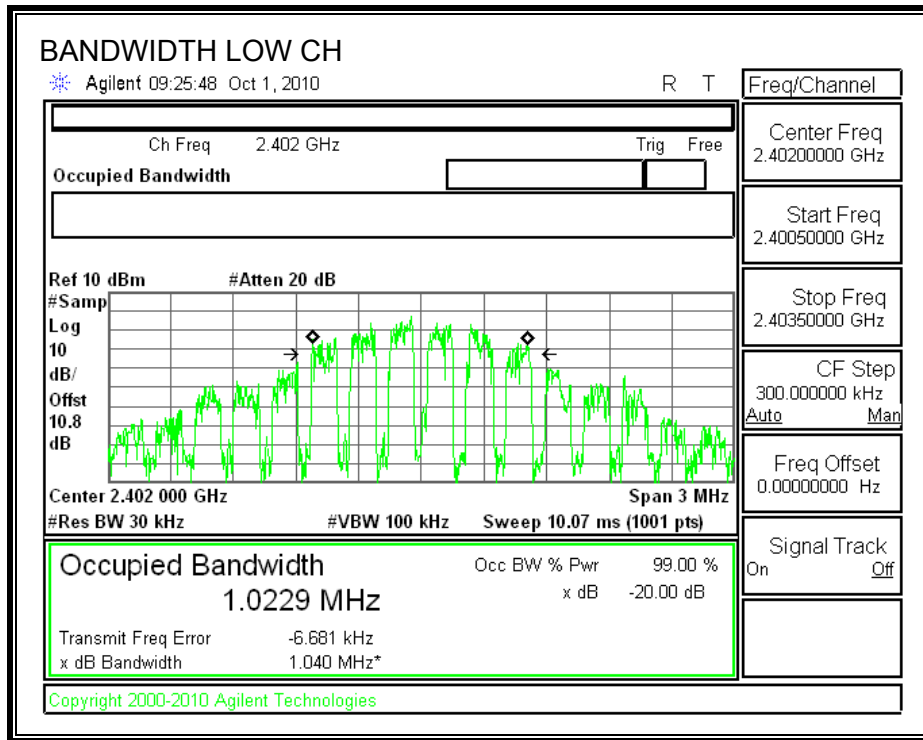 BANDWIDTH LOW CH
Agilent 09:25:48 Oct 1, 2010
R T
Ch Freq 2.402 GHz
Trig Free
Occupied Bandwidth
Ref 10 dBm #Atten 20 dB
#Samp
Log
10
dB/
Offst
10.8
dB
Center 2.402 000 GHz
Span 3 MHz
#Res BW 30 kHz #VBW 100 kHz Sweep 10.07 ms (1001 pts)
Occupied Bandwidth
1.0229 MHz
Occ BW % Pwr 99.00 %
x dB -20.00 dB
Transmit Freq Error -6.681 kHz
x dB Bandwidth 1.040 MHz*
Copyright 2000-2010 Agilent Technologies
Freq/Channel
Center Freq
2.40200000 GHz
Start Freq
2.40050000 GHz
Stop Freq
2.40350000 GHz
CF Step
300.000000 kHz
Auto Man
Freq Offset
0.00000000 Hz
Signal Track
On Off